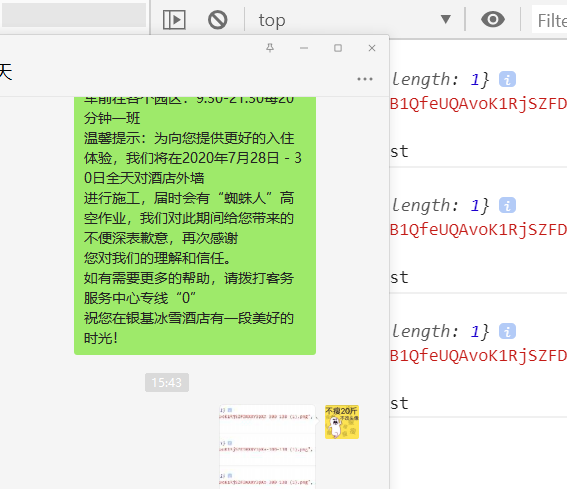 top
Filte
天
车前往各个园区：9:30-21:30每20
分钟一班
温馨提示：为向您提供更好的入住
体验，我们将在2020年7月28日 - 3
0日全天对酒店外墙
进行施工，届时会有“蜘蛛人”高
空作业，我们对此期间给您带来的
不便深表歉意，再次感谢
您对我们的理解和信任。
如有需要更多的帮助，请拨打客务
服务中心专线“0”
祝您在银基冰雪酒店有一段美好的
时光！
15:43
不瘦20斤
length: 1}
B1QfeUQAvoK1RjSZFD
st
length: 1}
B1QfeUQAvoK1RjSZFD
st
length: 1}
B1QfeUQAvoK1RjSZFD
st